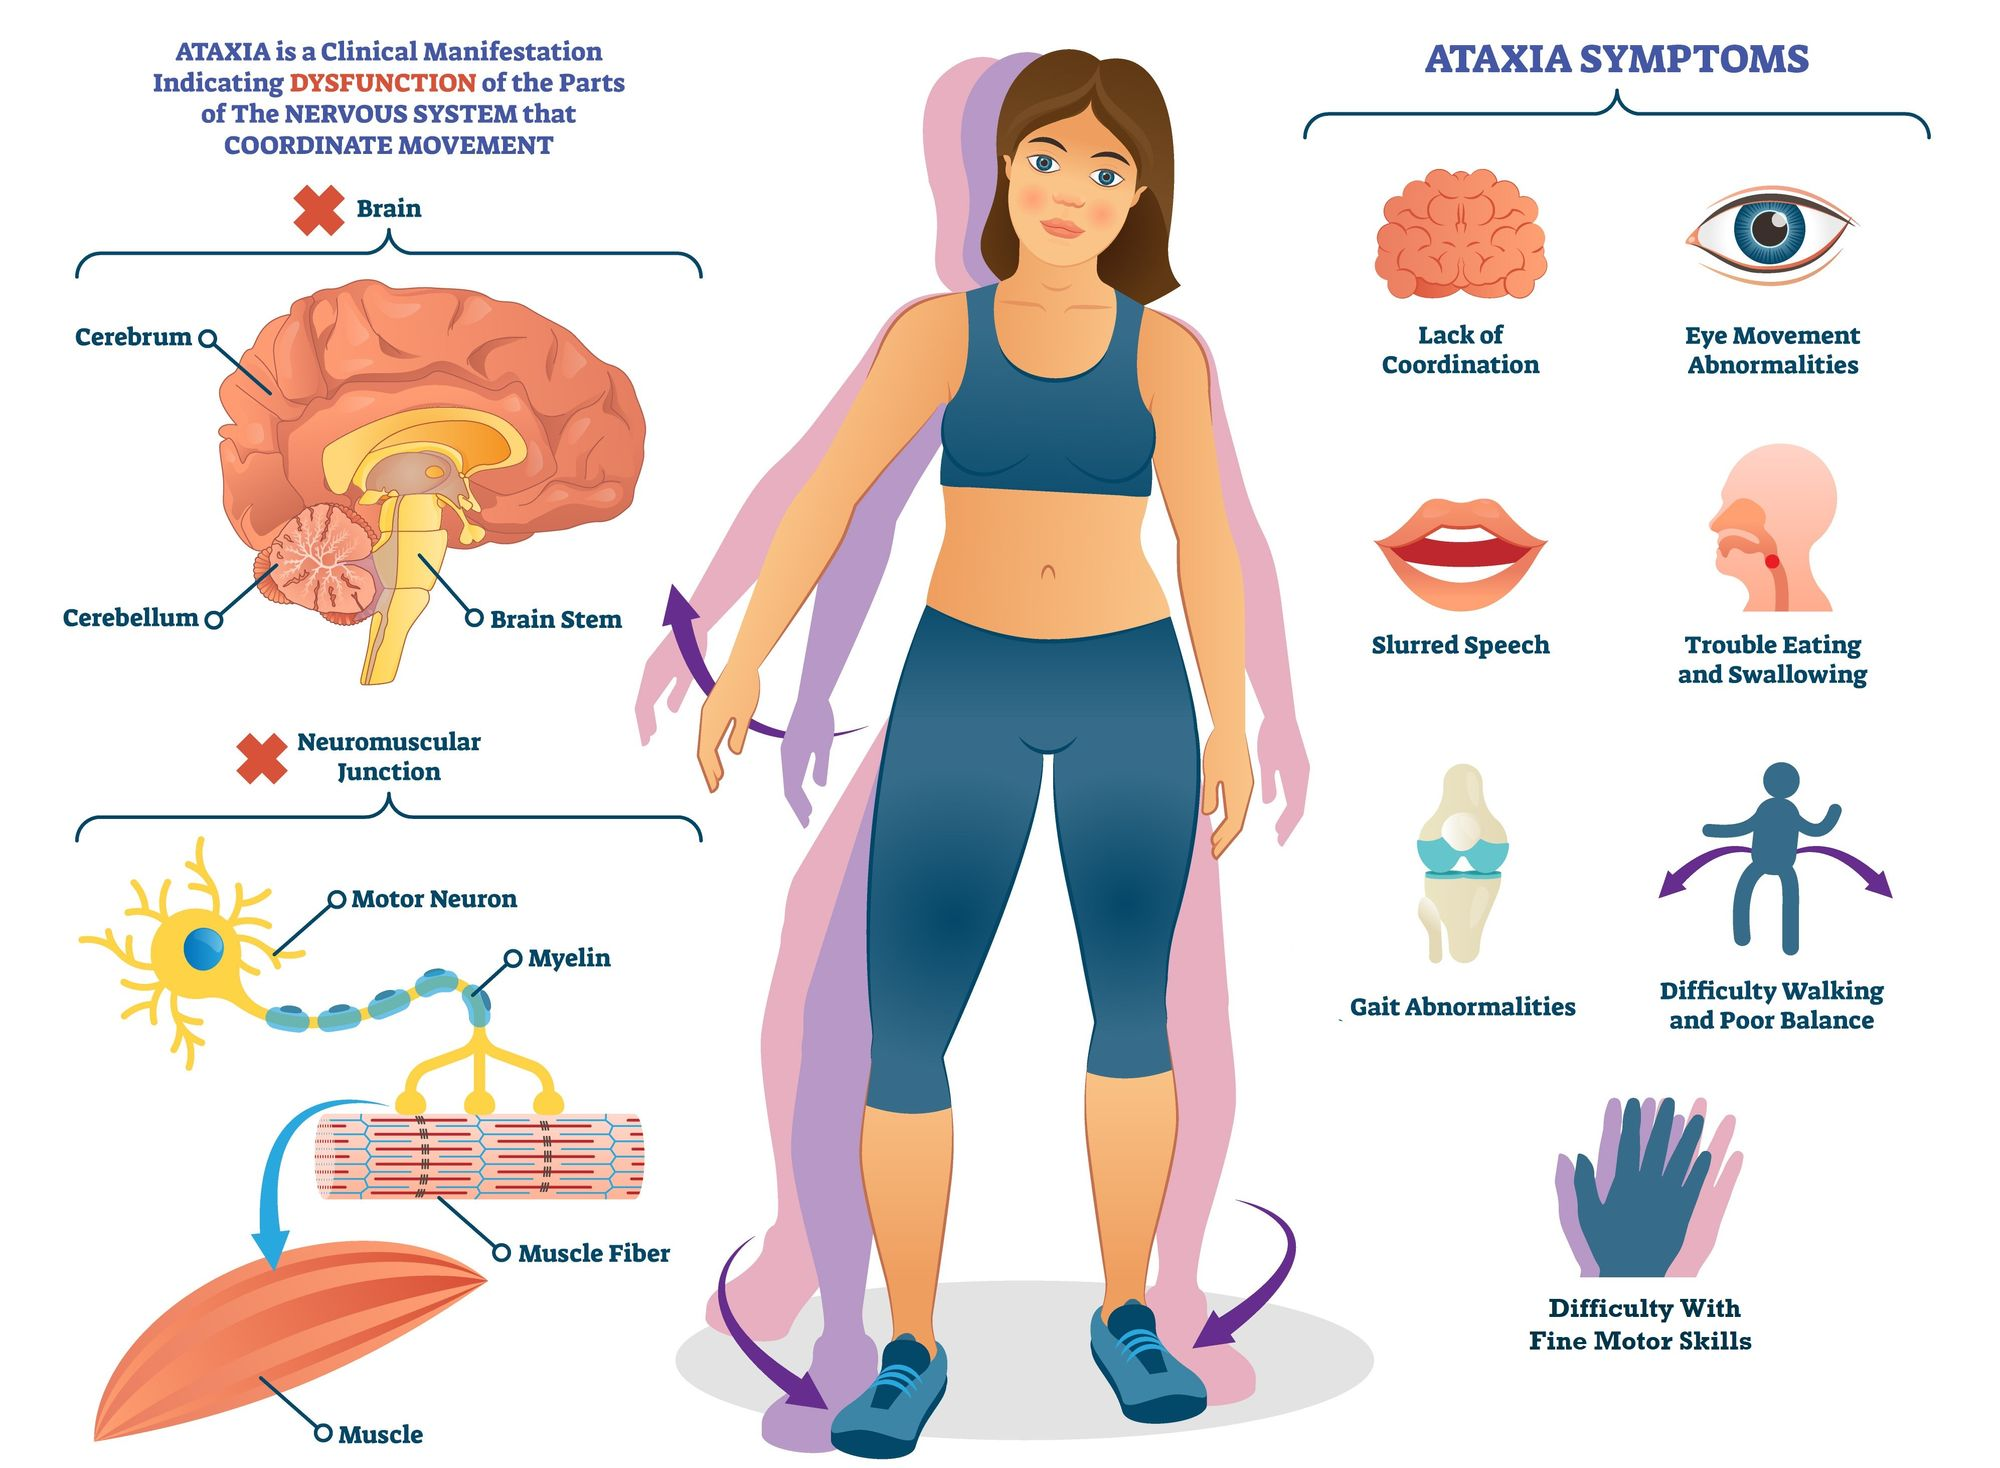 ATAXIA is a Clinical Manifestation
Indicating DYSFUNCTION of the Parts
of The NERVOUS SYSTEM that
COORDINATE MOVEMENT
Brain
Cerebrum
Cerebellum
Brain Stem
Neuromuscular
Junction
Motor Neuron
Myelin
Muscle Fiber
Muscle
ATAXIA SYMPTOMS
Lack of
Coordination
Eye Movement
Abnormalities
Slurred Speech
Trouble Eating
and Swallowing
Gait Abnormalities
Difficulty Walking
and Poor Balance
Difficulty With
Fine Motor Skills